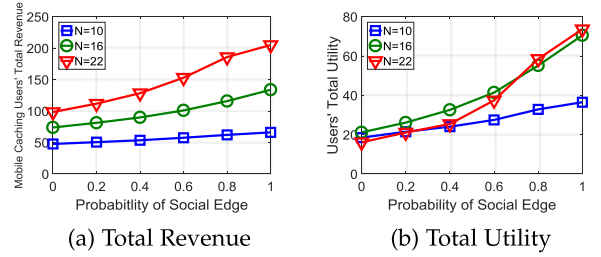 Mobile Caching Users' Total Revenue
250
200
150
100
50
0
N=10
N=16
N=22
0 0.2 0.4 0.6 0.8 1
Probabitlity of Social Edge
(a) Total Revenue
Users' Total Utility
80
60
40
20
0
N=10
N=16
N=22
0 0.2 0.4 0.6 0.8 1
Probability of Social Edge
(b) Total Utility